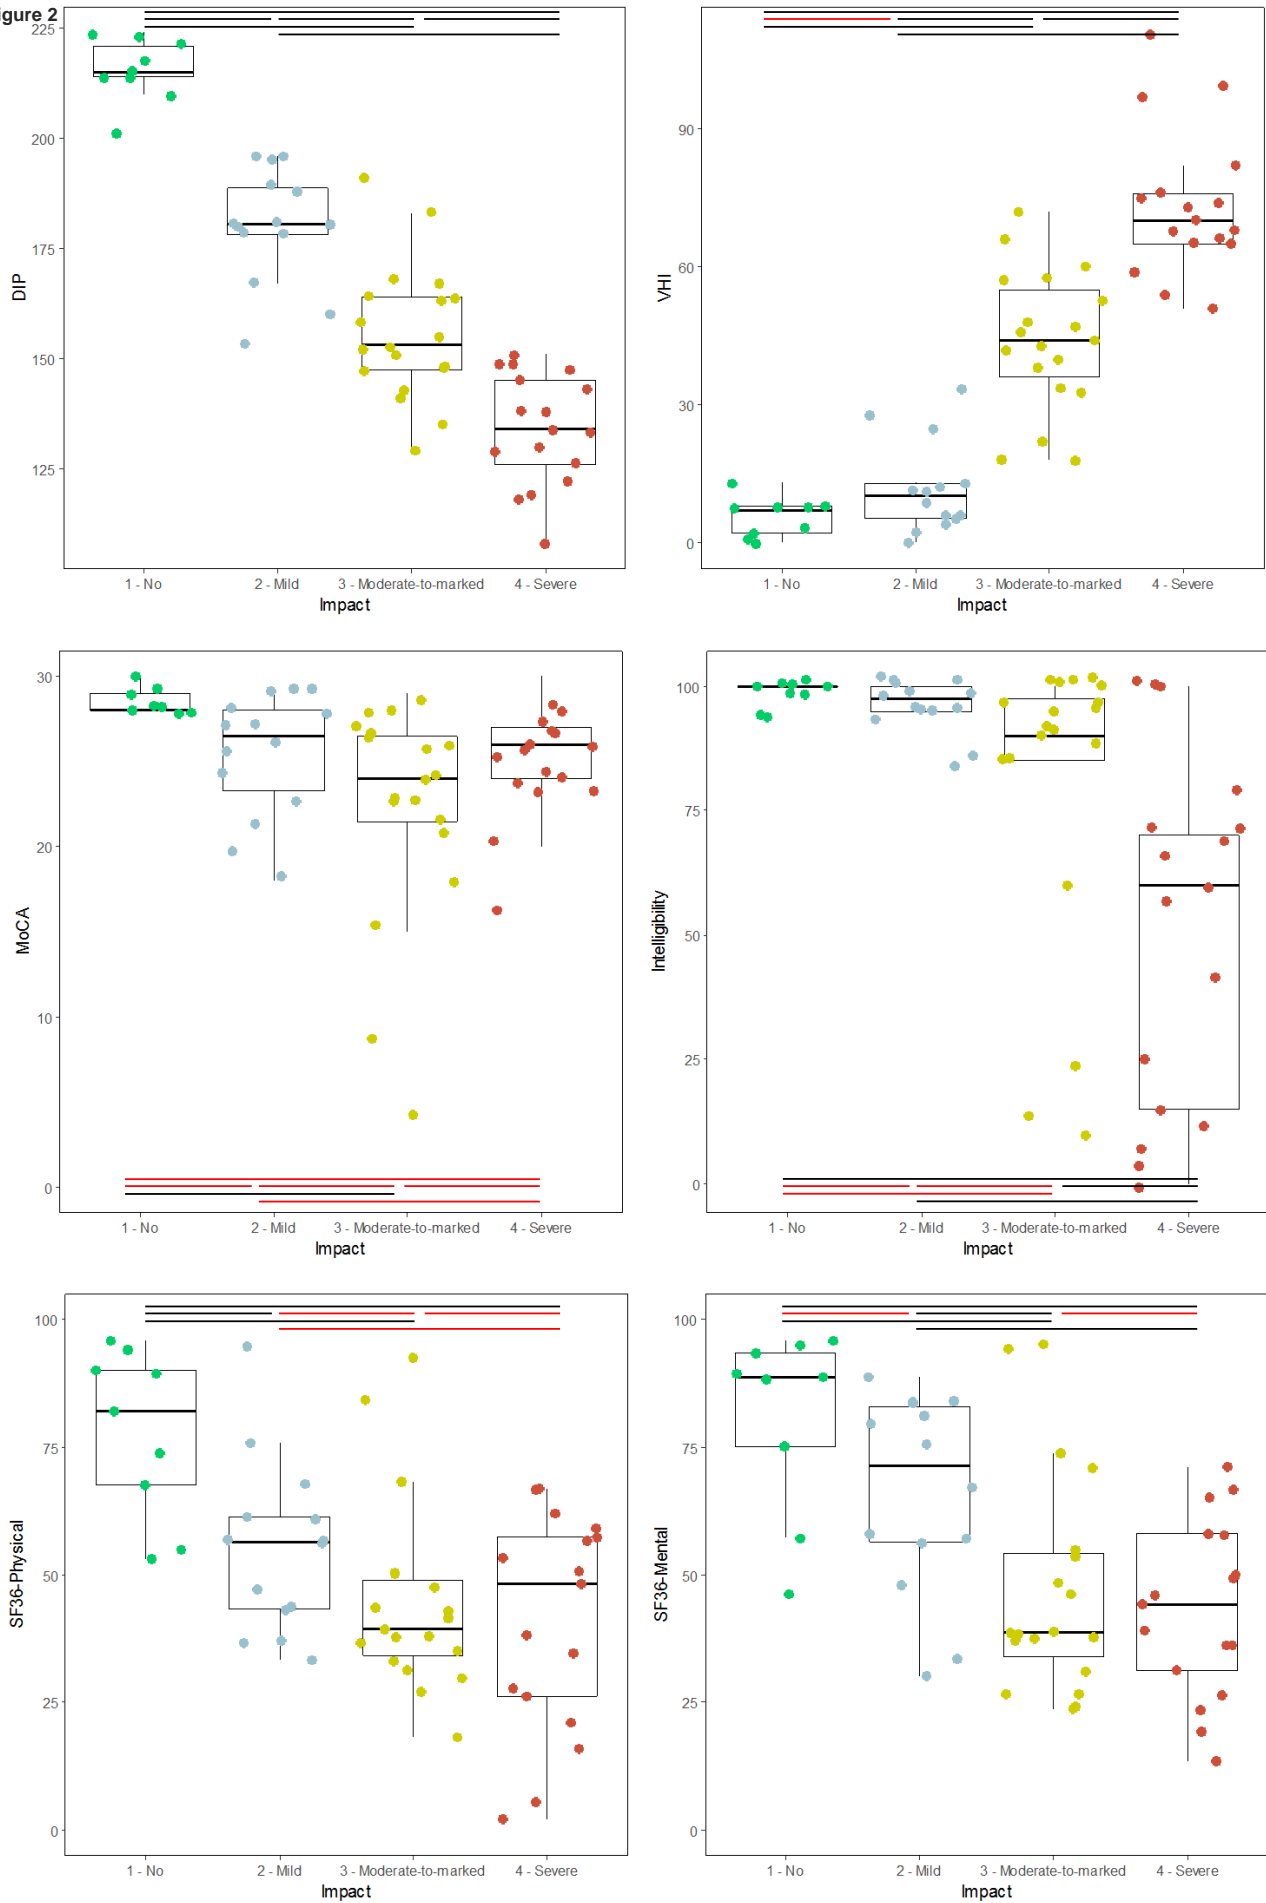 igure 2
225
200
175
150
125
DIP
1 - No 2 - Mild 3 - Moderate-to-marked 4 - Severe
Impact
90
60
30
0
VHI
1 - No 2 - Mild 3 - Moderate-to-marked 4 - Severe
Impact
30
20
10
0
MoCA
1 - No 2 - Mild 3 - Moderate-to-marked 4 - Severe
Impact
100
75
50
25
0
Intelligibility
1 - No 2 - Mild 3 - Moderate-to-marked 4 - Severe
Impact
100
75
50
25
0
SF36-Physical
1 - No 2 - Mild 3 - Moderate-to-marked 4 - Severe
Impact
100
75
50
25
0
SF36-Mental
1 - No 2 - Mild 3 - Moderate-to-marked 4 - Severe
Impact